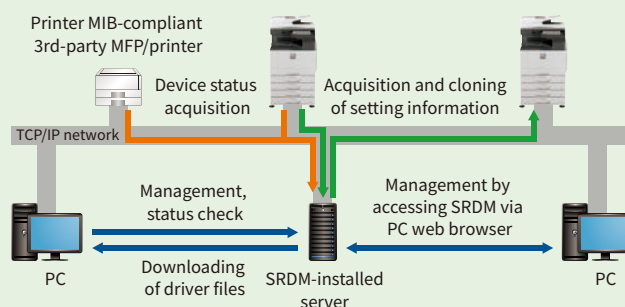 Printer MIB-compliant
3rd-party MFP/printer
Device status
acquisition
Acquisition and cloning
of setting information
TCP/IP network
Management,
status check
Management by
accessing SRDM via
PC web browser
PC
Downloading
of driver files
SRDM-installed
server
PC